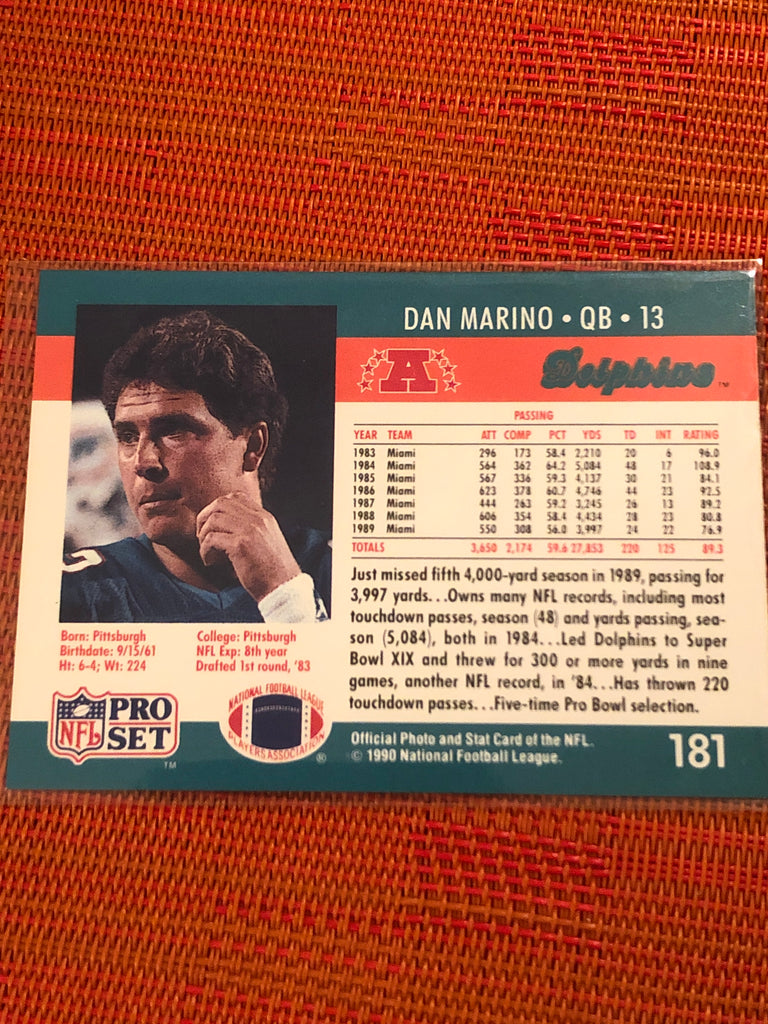 DAN MARINO • QB • 13
A
Dolphins ™
PASSING
YEAR TEAM ATT COMP PCT YDS TD INT RATING
1983 Miami 296 173 58.4 2,210 20 6 96.0
1984 Miami 564 362 64.2 5,084 48 17 108.9
1985 Miami 567 336 59.3 4,137 30 21 84.1
1986 Miami 623 378 60.7 4,746 44 23 92.5
1987 Miami 444 263 59.2 3,245 26 13 89.2
1988 Miami 606 354 58.4 4,434 28 23 80.8
1989 Miami 550 308 56.0 3,997 24 22 76.9
TOTALS 3,650 2,174 59.6 27,853 220 125 89.3
Just missed fifth 4,000-yard season in 1989, passing for
3,997 yards...Owns many NFL records, including most
touchdown passes, season (48) and yards passing, sea-
son (5,084), both in 1984...Led Dolphins to Super
Bowl XIX and threw for 300 or more yards in nine
games, another NFL record, in '84...Has thrown 220
touchdown passes...Five-time Pro Bowl selection.
Born: Pittsburgh
Birthdate: 9/15/61
Ht: 6-4; Wt: 224
College: Pittsburgh
NFL Exp: 8th year
Drafted 1st round, '83
NFL PRO SET ™
NATIONAL FOOTBALL LEAGUE
PLAYERS ASSOCIATION ®
Official Photo and Stat Card of the NFL.
© 1990 National Football League.
181